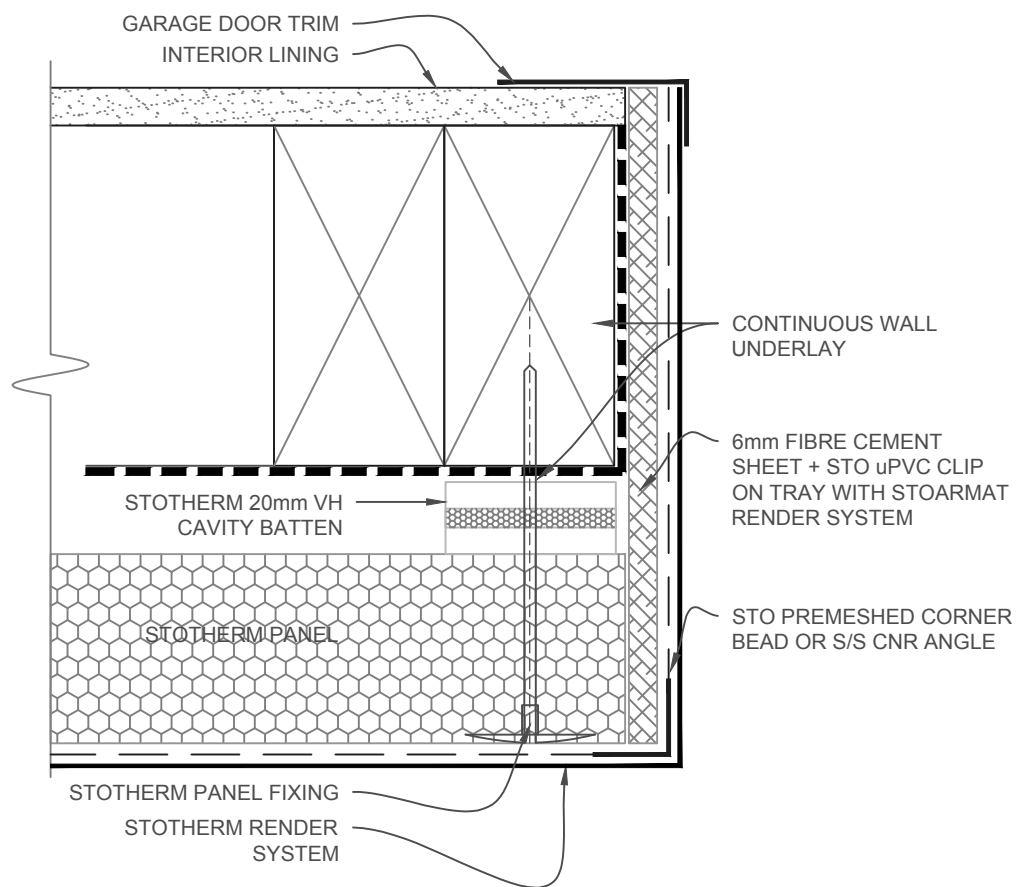 GARAGE DOOR TRIM
INTERIOR LINING
CONTINUOUS WALL
UNDERLAY
6mm FIBRE CEMENT
SHEET + STO uPVC CLIP
ON TRAY WITH STOARMAT
RENDER SYSTEM
STOTHERM 20mm VH
CAVITY BATTEN
STO PREMESHED CORNER
BEAD OR S/S CNR ANGLE
STOTHERM PANEL
STOTHERM PANEL FIXING
STOTHERM RENDER
SYSTEM